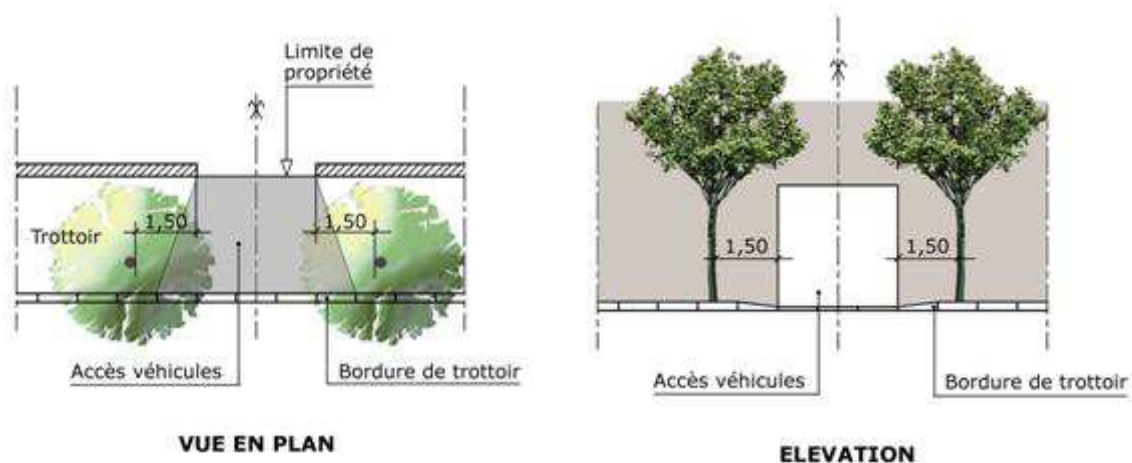 Limite de
propriété
1,50
1,50
Trottoir
Accès véhicules
Bordure de trottoir
VUE EN PLAN
1,50
1,50
Accès véhicules
Bordure de trottoir
ELEVATION